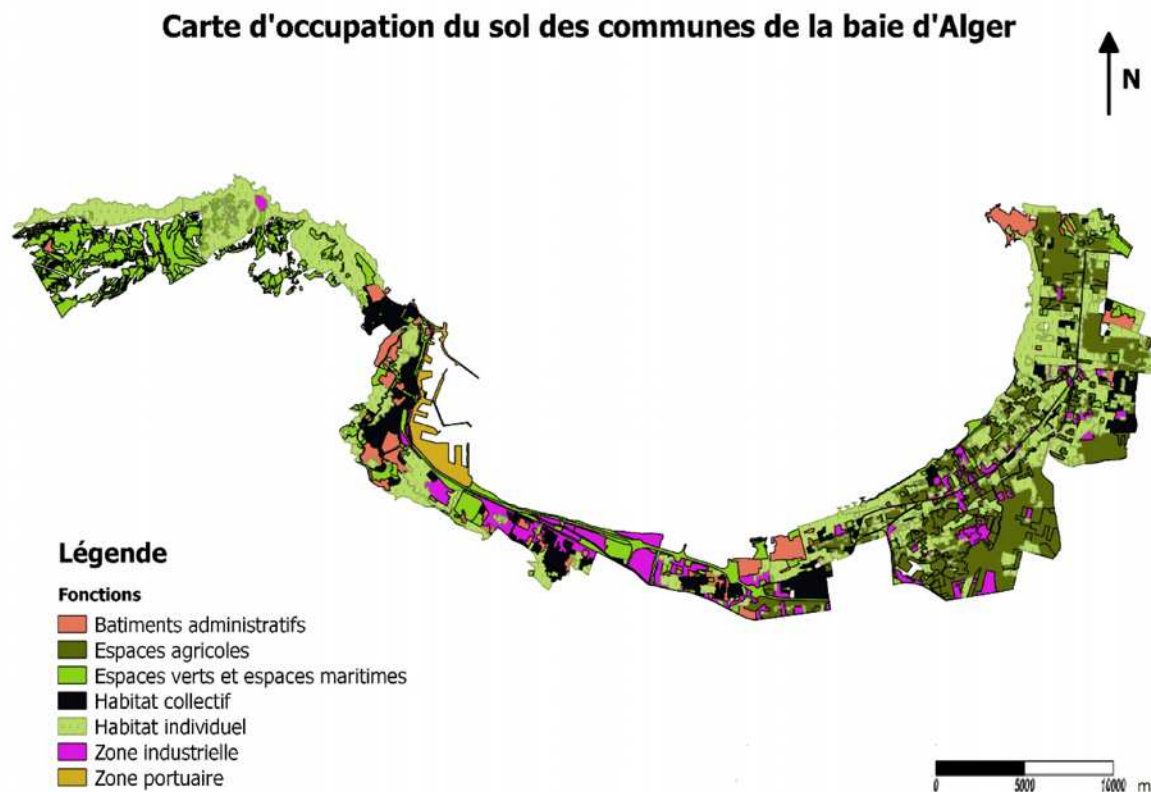 Carte d'occupation du sol des communes de la baie d'Alger
N
Légende
Fonctions
Batiments administratifs
Espaces agricoles
Espaces verts et espaces maritimes
Habitat collectif
Habitat individuel
Zone industrielle
Zone portuaire
0 5000 10000 m